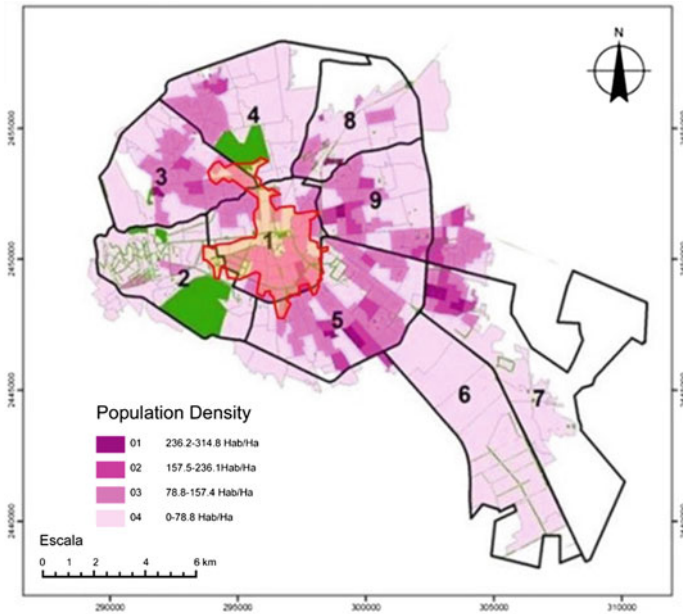 N
4
8
3
9
1
2
5
6
7
Population Density
01 236.2-314.8 Hab/Ha
02 157.5-236.1Hab/Ha
03 78.8-157.4 Hab/Ha
04 0-78.8 Hab/Ha
Escala
0 1 2 4 6 km
2455000
2450000
2445000
2440000
290000 295000 300000 305000 310000